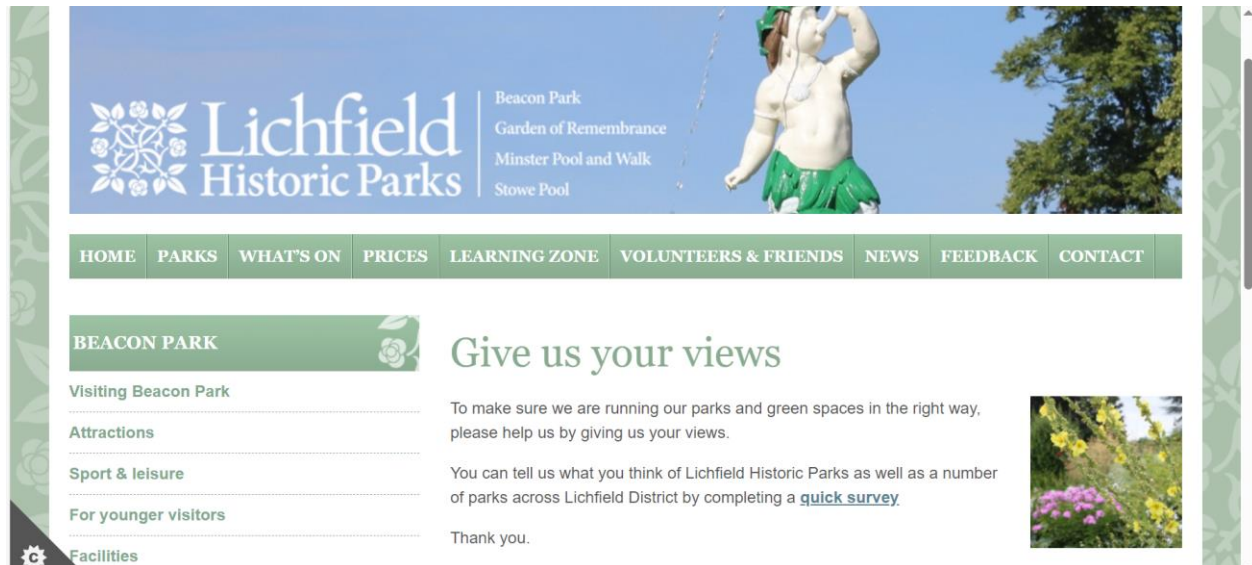 Lichfield
Historic Parks
Beacon Park
Garden of Remembrance
Minster Pool and Walk
Stowe Pool
HOME PARKS WHAT'S ON PRICES LEARNING ZONE VOLUNTEERS & FRIENDS NEWS FEEDBACK CONTACT
BEACON PARK
Visiting Beacon Park
Attractions
Sport & leisure
For younger visitors
Facilities
Give us your views
To make sure we are running our parks and green spaces in the right way,
please help us by giving us your views.
You can tell us what you think of Lichfield Historic Parks as well as a number
of parks across Lichfield District by completing a quick survey
Thank you.
C